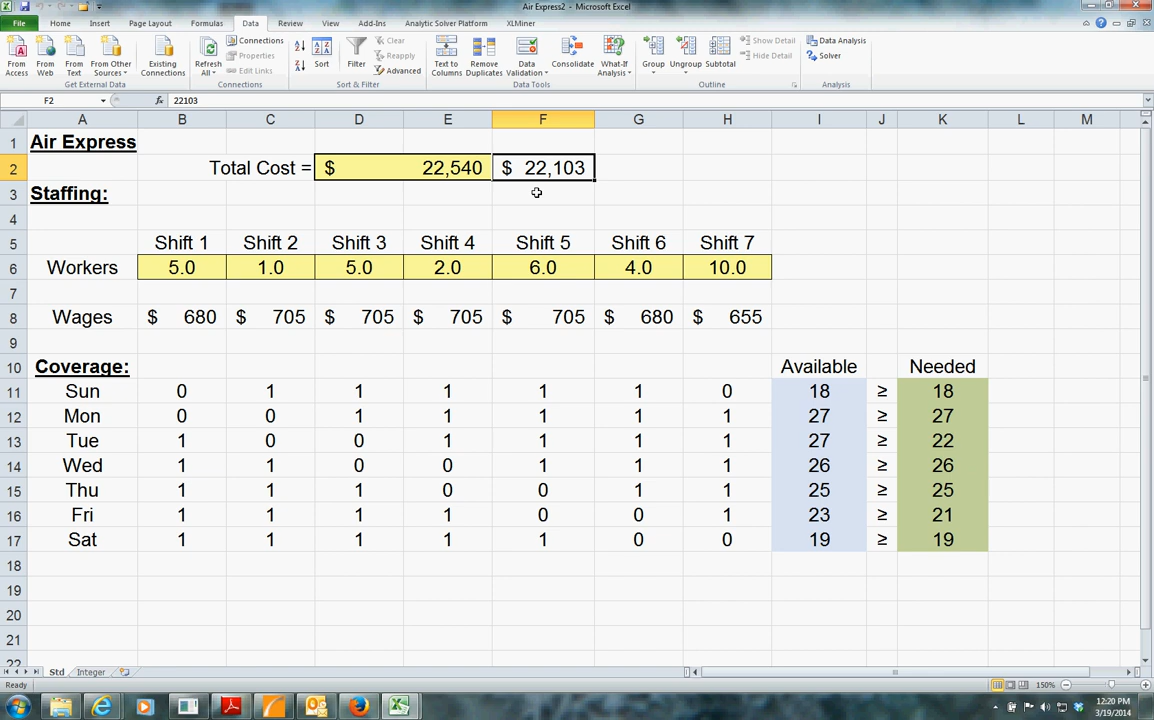 Air Express2 - Microsoft Excel
File Home Insert Page Layout Formulas Data Review View Add-Ins Analytic Solver Platform XLMiner
From Access From Web From Text From Other Sources Existing Connections Refresh All Connections Properties Edit Links Sort Filter Clear Reapply Advanced Text to Columns Remove Duplicates Data Validation Consolidate What-If Analysis Group Ungroup Subtotal Show Detail Hide Detail Data Analysis Solver
Get External Data Connections Sort & Filter Data Tools Outline Analysis
F2 fx 22103
A B C D E F G H I J K L M
1 Air Express
2 Total Cost = $ 22,540 $ 22,103
3 Staffing:
4
5 Shift 1 Shift 2 Shift 3 Shift 4 Shift 5 Shift 6 Shift 7
6 Workers 5.0 1.0 5.0 2.0 6.0 4.0 10.0
7
8 Wages $ 680 $ 705 $ 705 $ 705 $ 705 $ 680 $ 655
9
10 Coverage: Available Needed
11 Sun 0 1 1 1 1 1 0 18 ≥ 18
12 Mon 0 0 1 1 1 1 1 27 ≥ 27
13 Tue 1 0 0 1 1 1 1 27 ≥ 22
14 Wed 1 1 0 0 1 1 1 26 ≥ 26
15 Thu 1 1 1 0 0 1 1 25 ≥ 25
16 Fri 1 1 1 1 0 0 1 23 ≥ 21
17 Sat 1 1 1 1 1 0 0 19 ≥ 19
18
19
20
21
22
Std Integer
Ready 150%
12:20 PM
3/19/2014